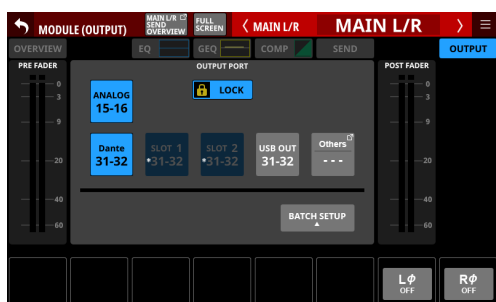 MODULE (OUTPUT)
MAIN L/R
SEND
OVERVIEW
FULL
SCREEN
MAIN L/R
MAIN L/R
OVERVIEW
EQ
GEQ
COMP
SEND
OUTPUT
PRE FADER
OUTPUT PORT
POST FADER
0
3
9
20
40
60
ANALOG
15-16
LOCK
Dante
31-32
SLOT 1
*31-32
SLOT 2
*31-32
USB OUT
31-32
Others
- - -
BATCH SETUP
0
3
9
20
40
60
LΦ
OFF
RΦ
OFF